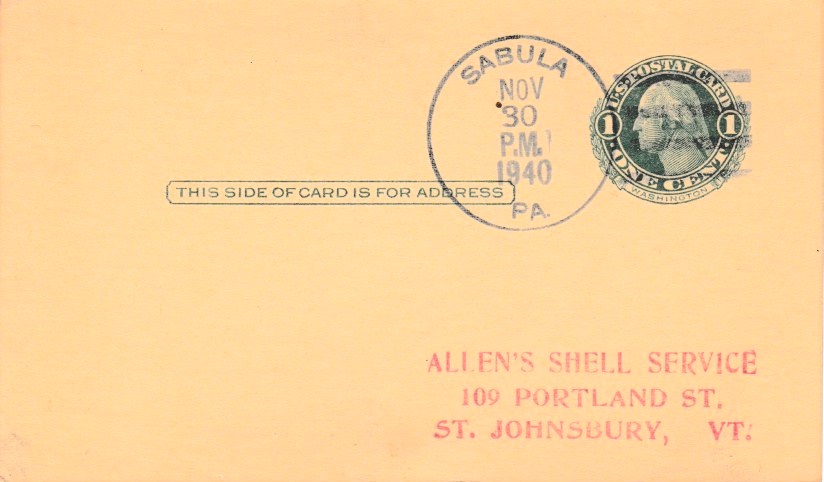 SABULA
NOV
30
P.M.
1940
PA.
U.S. POSTAL CARD
1 1
ONE CENT
WASHINGTON
THIS SIDE OF CARD IS FOR ADDRESS
ALLEN'S SHELL SERVICE
109 PORTLAND ST.
ST. JOHNSBURY, VT.